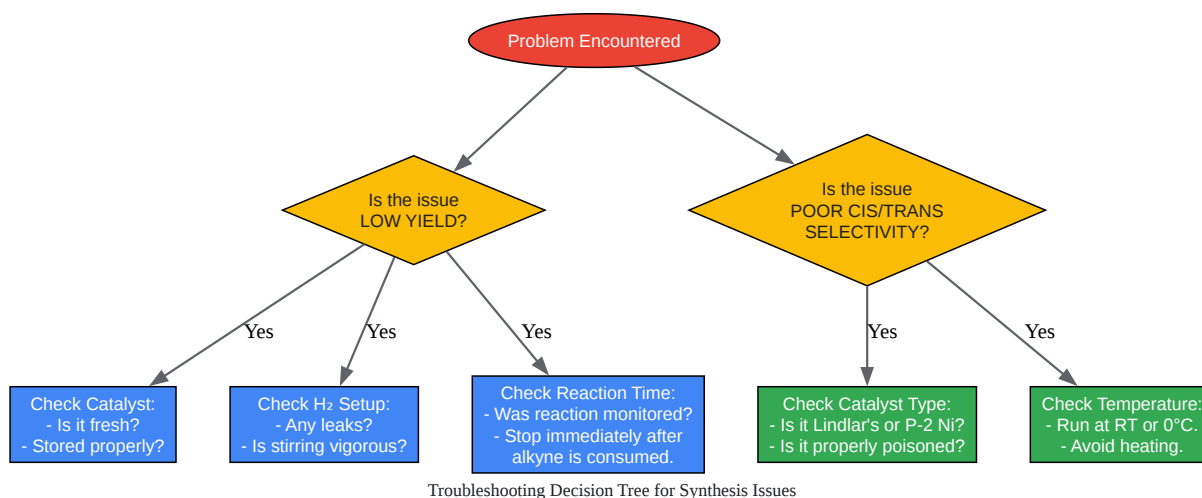 Problem Encountered
Is the issue
LOW YIELD?
Is the issue
POOR CIS/TRANS
SELECTIVITY?
Yes
Yes
Yes
Yes
Yes
Check Catalyst:
- Is it fresh?
- Stored properly?
Check H₂ Setup:
- Any leaks?
- Is stirring vigorous?
Check Reaction Time:
- Was reaction monitored?
- Stop immediately after
alkyne is consumed.
Check Catalyst Type:
- Is it Lindlar's or P-2 Ni?
- Is it properly poisoned?
Check Temperature:
- Run at RT or 0°C.
- Avoid heating.
Troubleshooting Decision Tree for Synthesis Issues